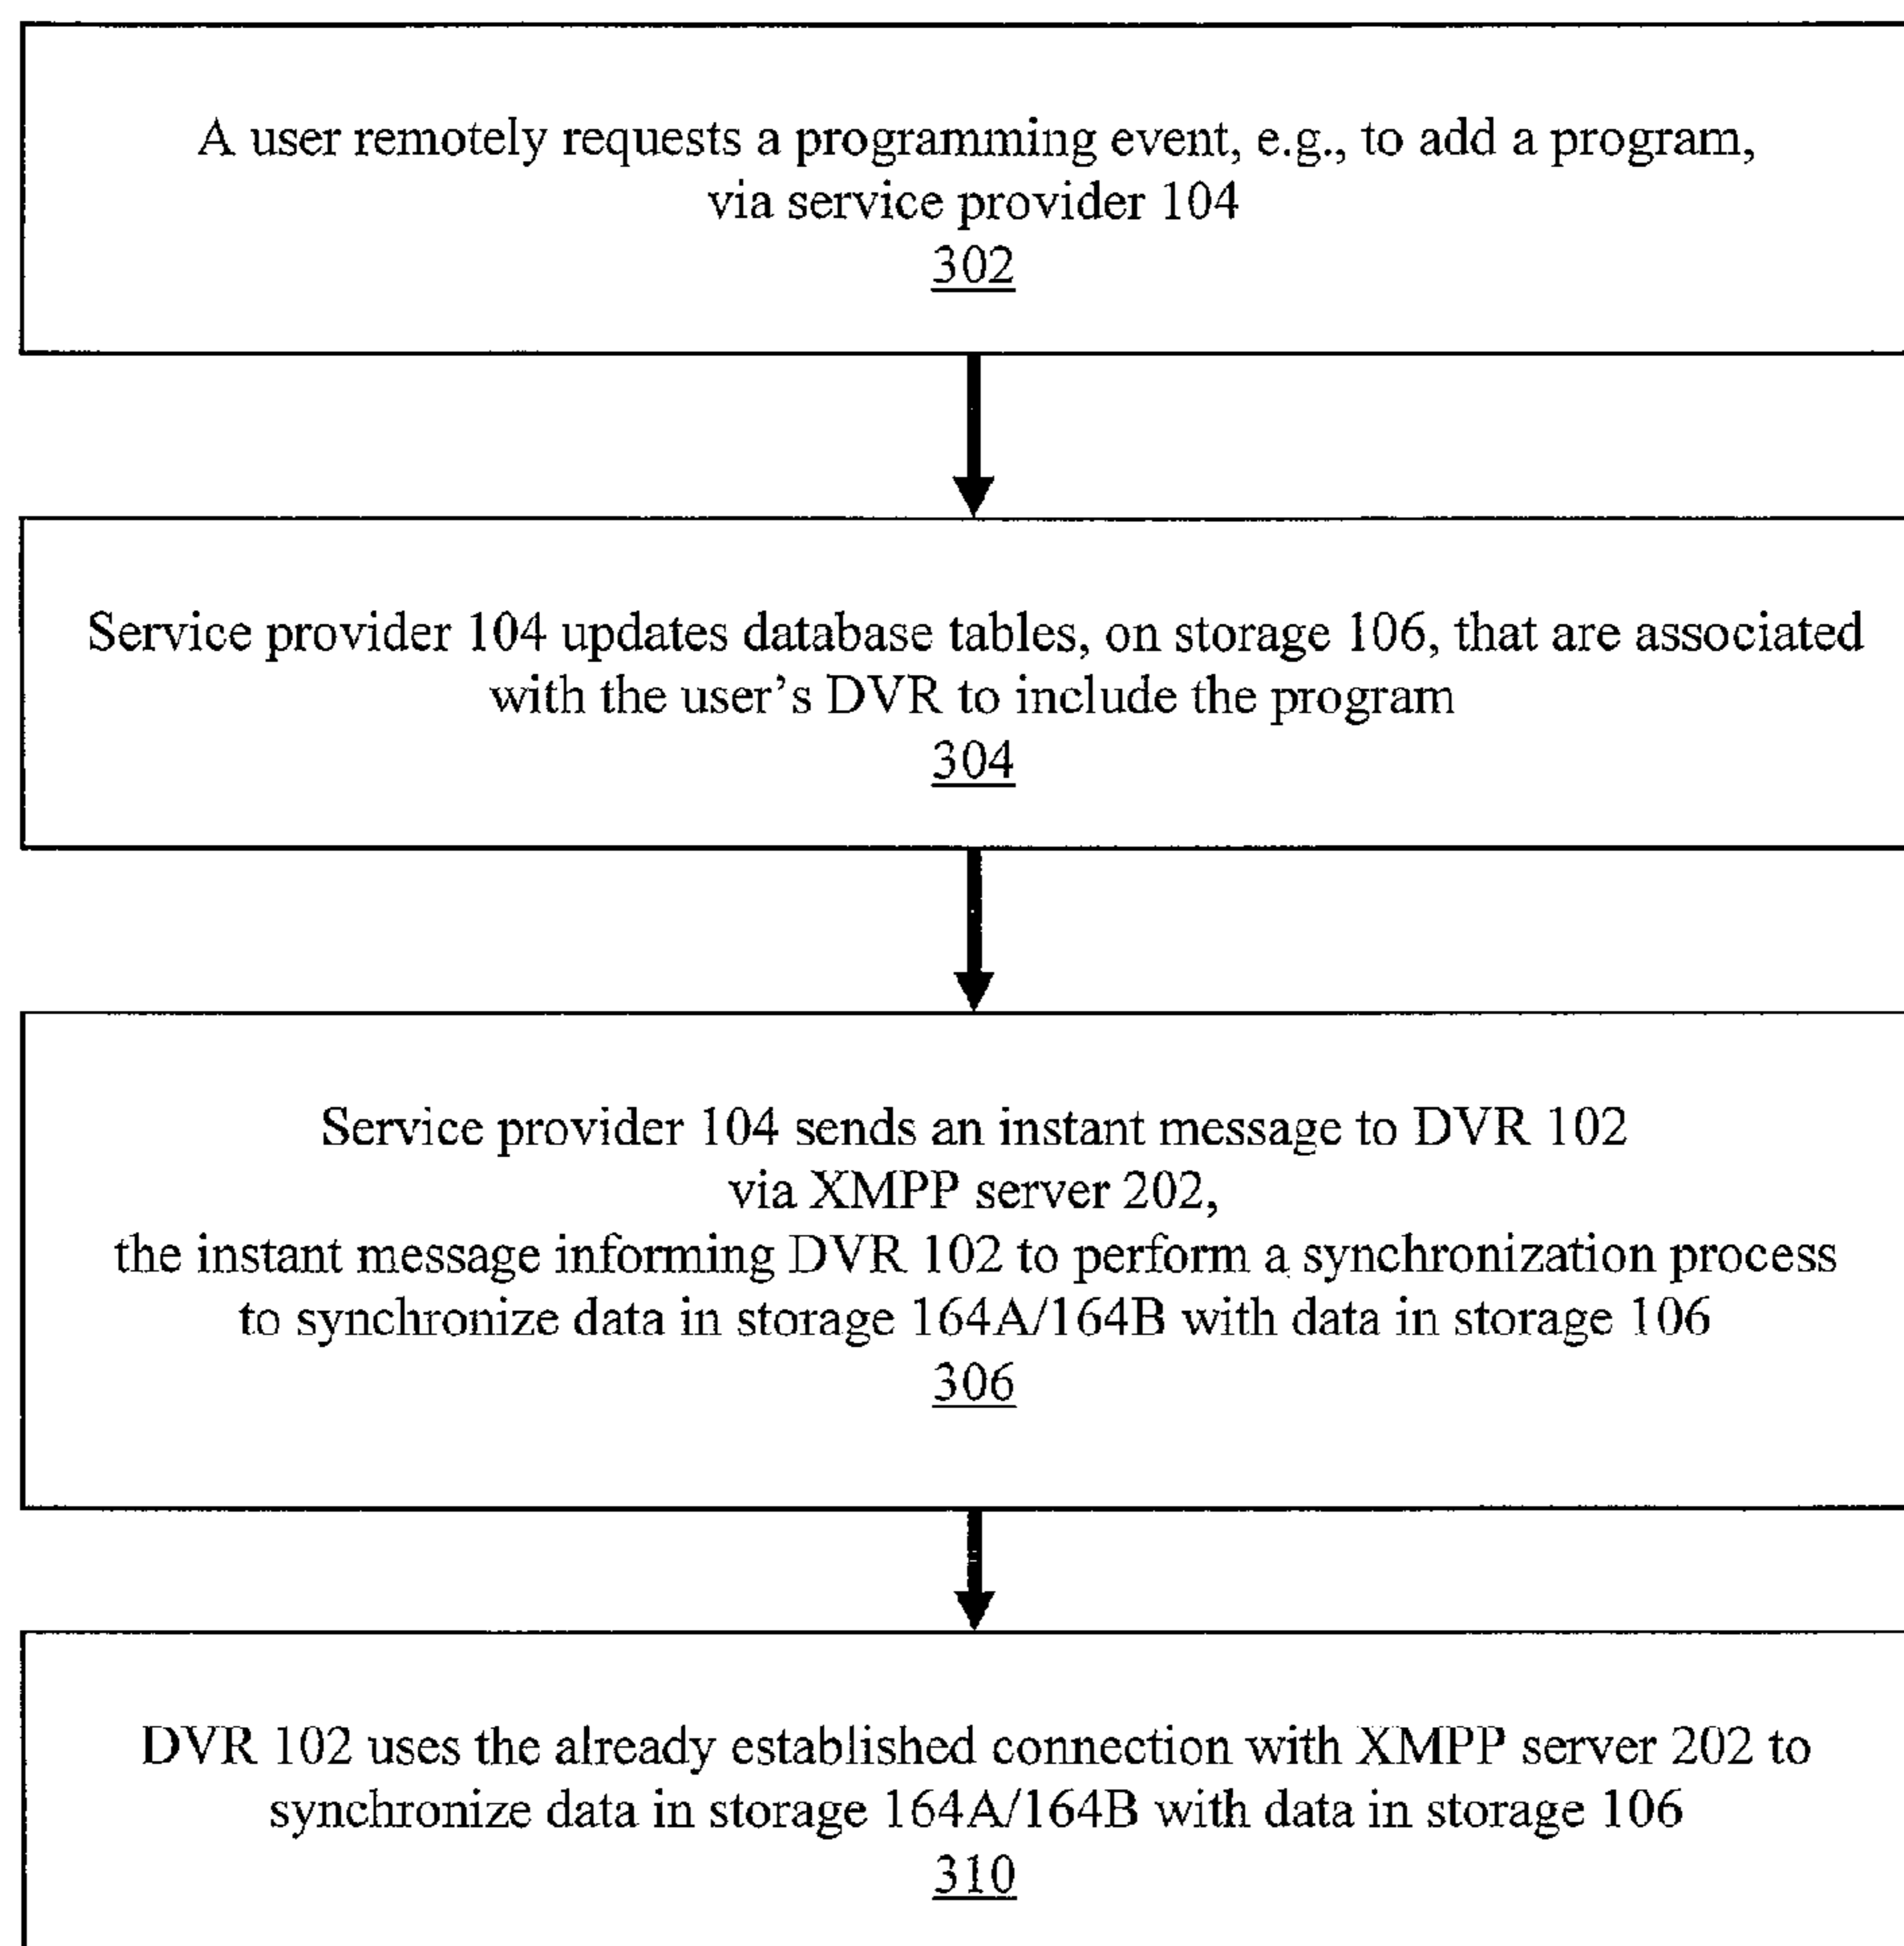 A user remotely requests a programming event, e.g., to add a program,
via service provider 104
302
Service provider 104 updates database tables, on storage 106, that are associated
with the user's DVR to include the program
304
Service provider 104 sends an instant message to DVR 102
via XMPP server 202,
the instant message informing DVR 102 to perform a synchronization process
to synchronize data in storage 164A/164B with data in storage 106
306
DVR 102 uses the already established connection with XMPP server 202 to
synchronize data in storage 164A/164B with data in storage 106
310